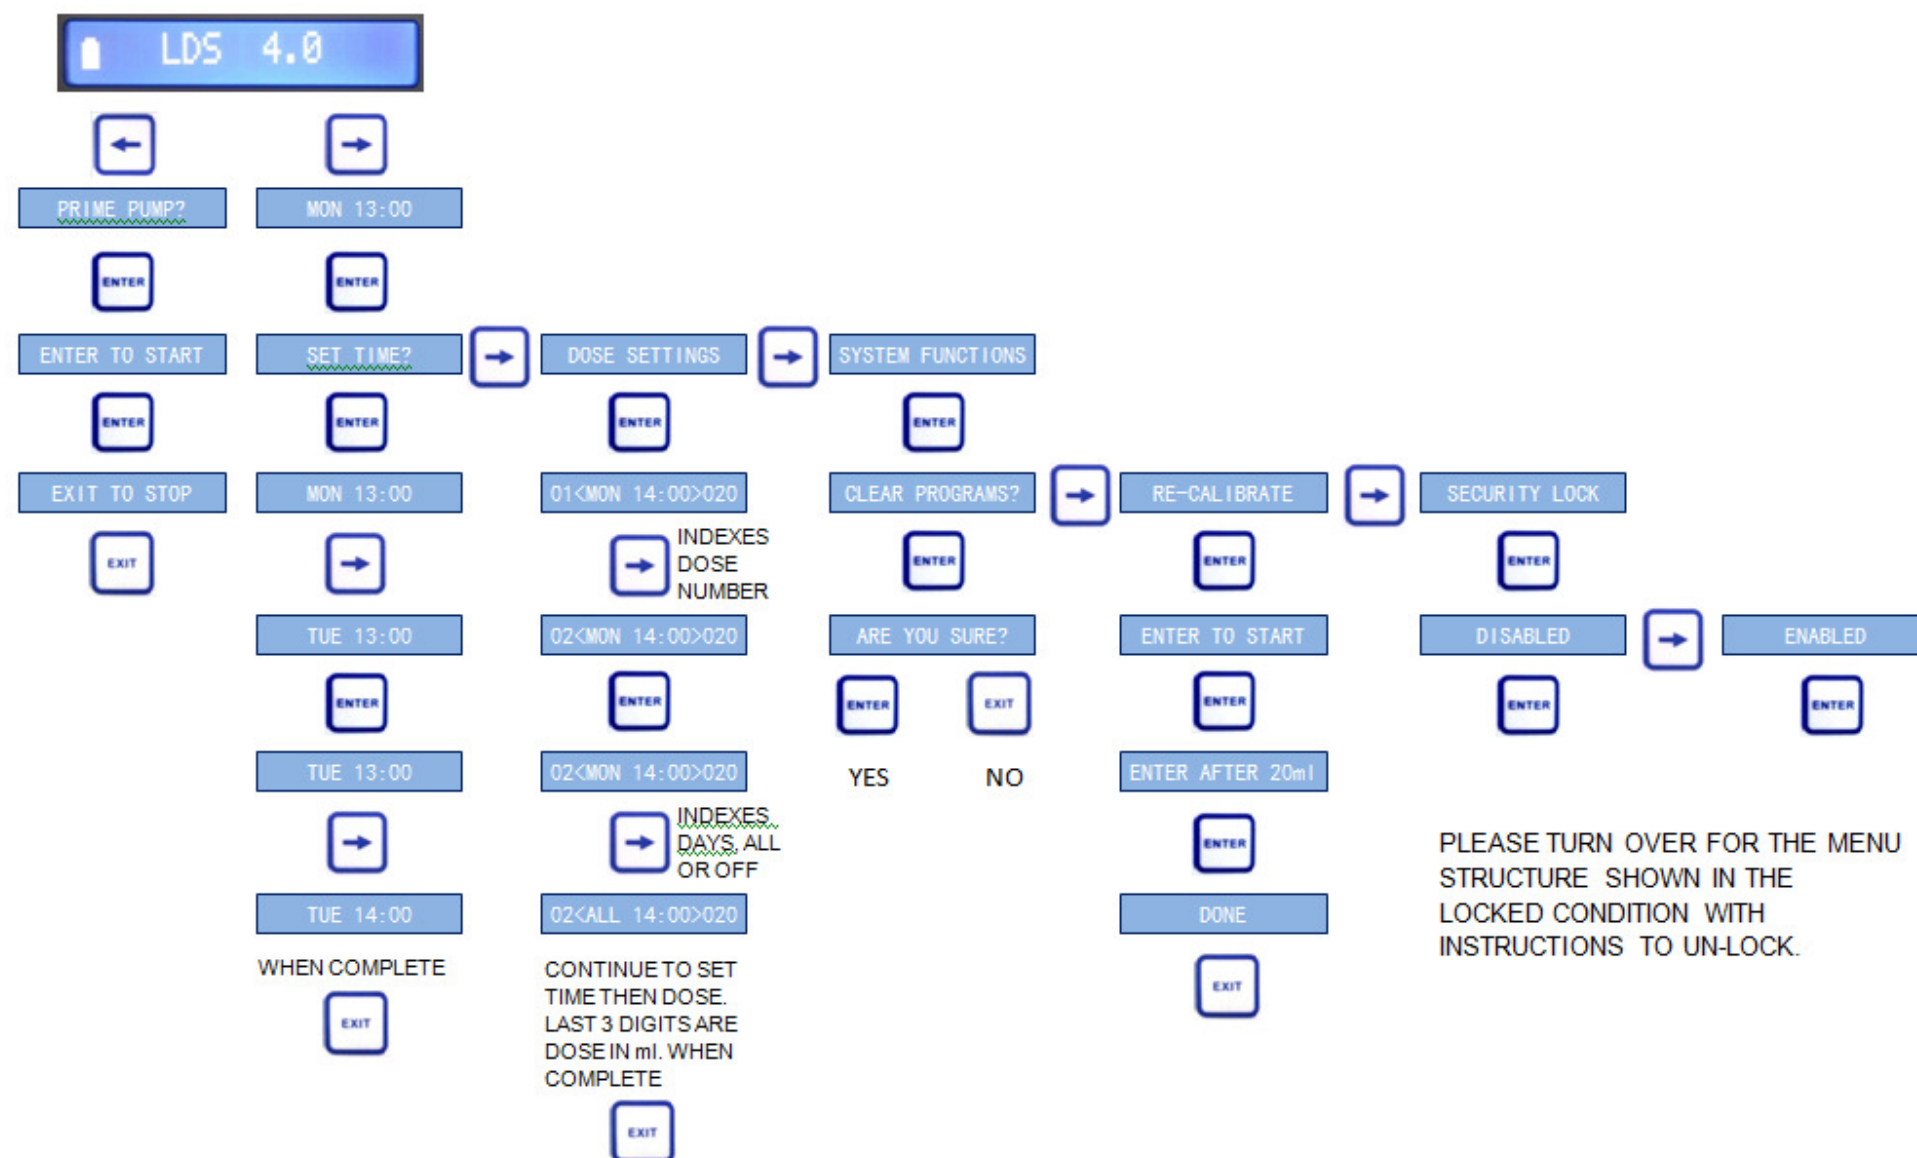 LDS 4.0
PRIME PUMP?
MON 13:00
ENTER
ENTER
ENTER TO START
SET TIME?
DOSE SETTINGS
SYSTEM FUNCTIONS
ENTER
ENTER
ENTER
ENTER
EXIT TO STOP
MON 13:00
01<MON 14:00>020
CLEAR PROGRAMS?
RE-CALIBRATE
SECURITY LOCK
EXIT
INDEXES
DOSE
NUMBER
ENTER
ENTER
ENTER
TUE 13:00
02<MON 14:00>020
ARE YOU SURE?
ENTER TO START
DISABLED
ENABLED
ENTER
ENTER
ENTER
EXIT
ENTER
ENTER
ENTER
TUE 13:00
02<MON 14:00>020
YES
NO
ENTER AFTER 20ml
INDEXES
DAYS, ALL
OR OFF
ENTER
TUE 14:00
02<ALL 14:00>020
DONE
PLEASE TURN OVER FOR THE MENU
STRUCTURE SHOWN IN THE
LOCKED CONDITION WITH
INSTRUCTIONS TO UN-LOCK.
WHEN COMPLETE
EXIT
CONTINUE TO SET
TIME THEN DOSE.
LAST 3 DIGITS ARE
DOSE IN ml. WHEN
COMPLETE
EXIT
EXIT